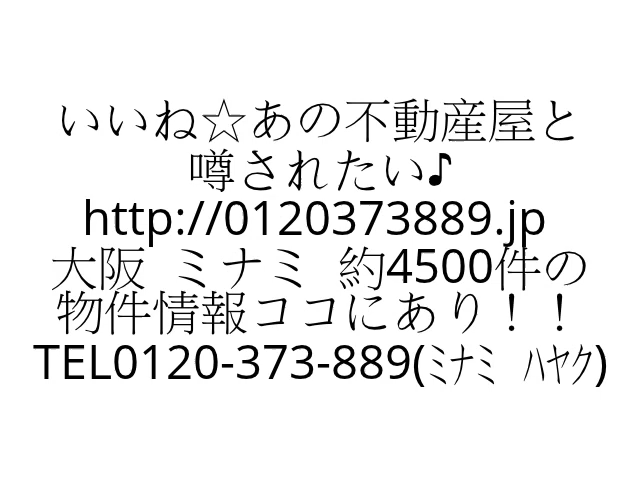 いいね☆あの不動産屋と
噂されたい♪
http://0120373889.jp
大阪 ミナミ 約4500件の
物件情報ココにあり！！
TEL0120-373-889(ﾐﾅﾐ ﾊﾔｸ)